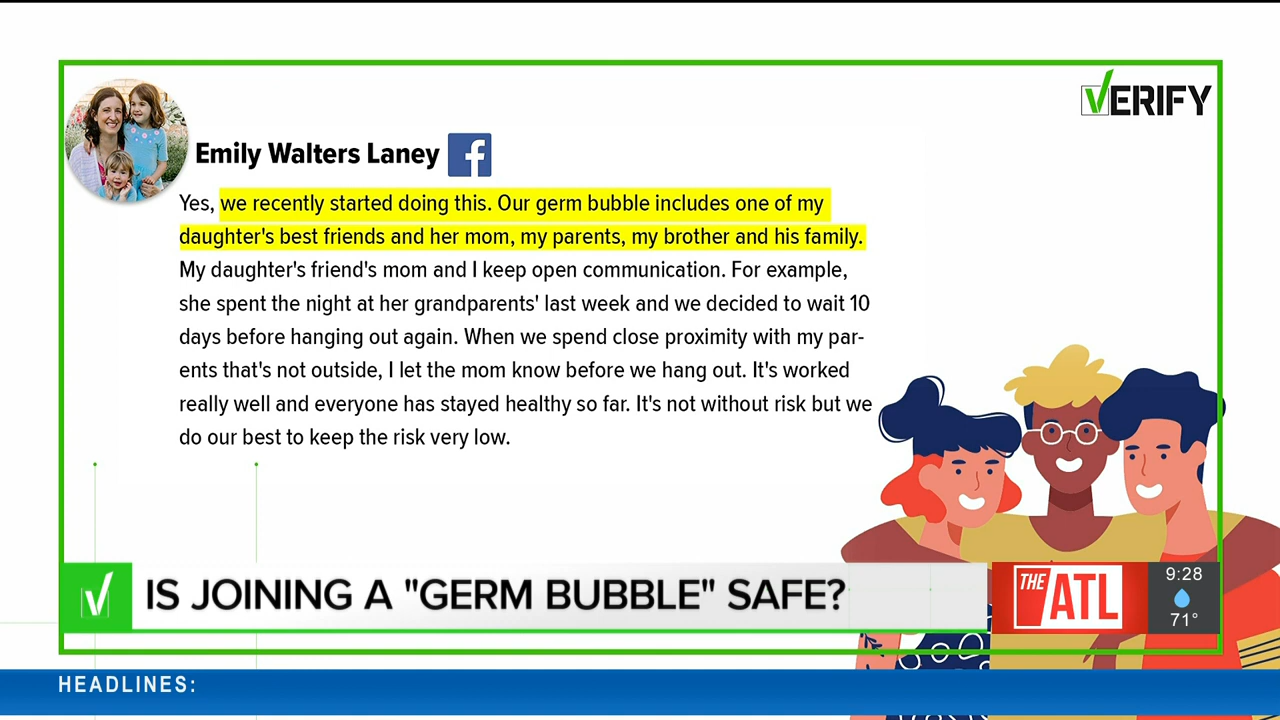 VERIFY
Emily Walters Laney
Yes, we recently started doing this. Our germ bubble includes one of my
daughter's best friends and her mom, my parents, my brother and his family.
My daughter's friend's mom and I keep open communication. For example,
she spent the night at her grandparents' last week and we decided to wait 10
days before hanging out again. When we spend close proximity with my par-
ents that's not outside, I let the mom know before we hang out. It's worked
really well and everyone has stayed healthy so far. It's not without risk but we
do our best to keep the risk very low.
IS JOINING A "GERM BUBBLE" SAFE?
THE ATL
9:28
71°
HEADLINES: